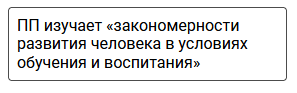 ПП изучает «закономерности
развития человека в условиях
обучения и воспитания»